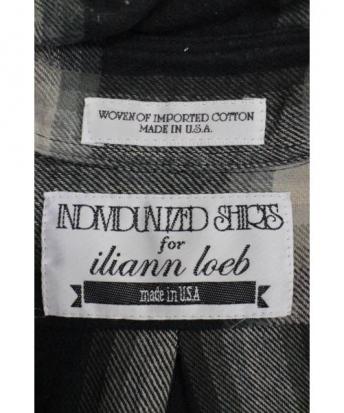 WOVEN OF IMPORTED COTTON
MADE IN U.S.A.
INDIVIDUALIZED SHIRTS
for
iliann loeb
made in U.S.A